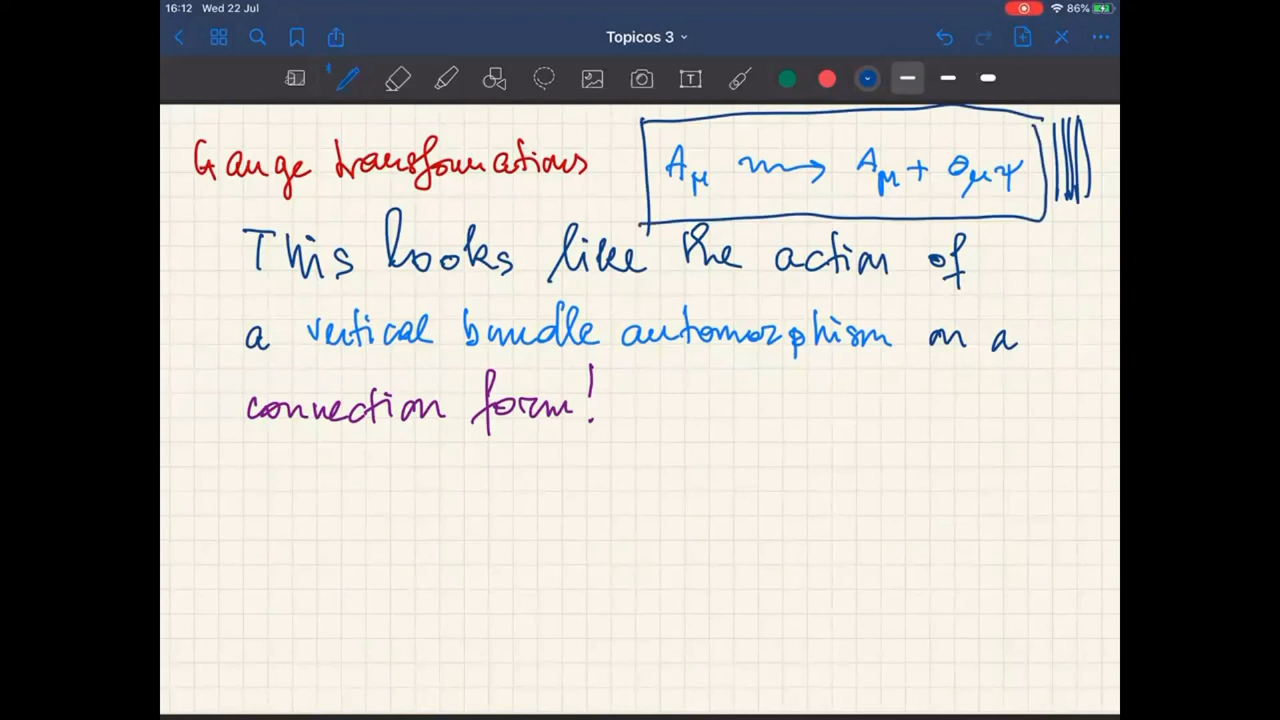 16:12 Wed 22 Jul 86%
Topicos 3
T
Gauge transformations A_μ ⇝ A_μ + ∂_μ ψ
This looks like the action of
a vertical bundle automorphism on a
connection form!